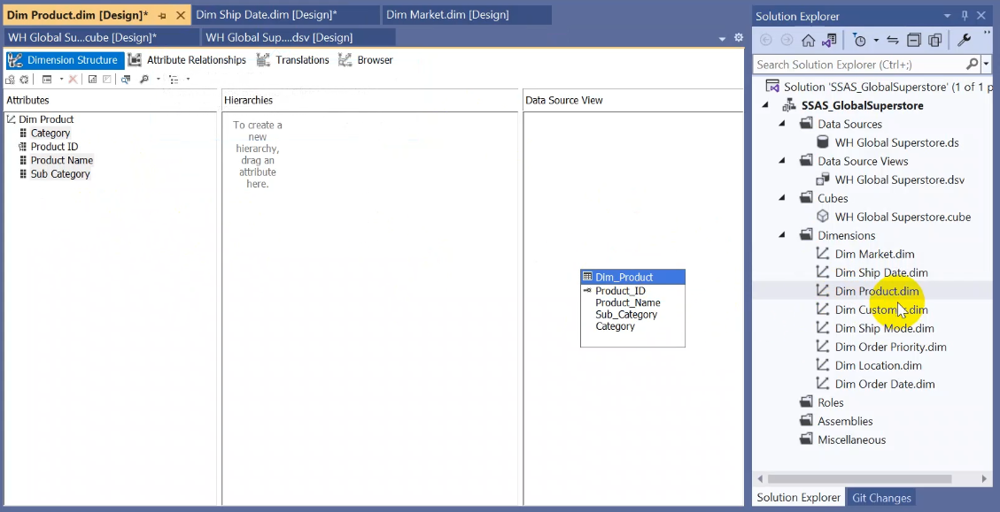 Dim Product.dim [Design]*
Dim Ship Date.dim [Design]*
Dim Market.dim [Design]
WH Global Su...cube [Design]*
WH Global Sup....dsv [Design]
Dimension Structure
Attribute Relationships
Translations
Browser
Attributes
Dim Product
Category
Product ID
Product Name
Sub Category
Hierarchies
To create a
new
hierarchy,
drag an
attribute
here.
Data Source View
Dim_Product
Product_ID
Product_Name
Sub_Category
Category
Solution Explorer
Search Solution Explorer (Ctrl+;)
Solution 'SSAS_GlobalSuperstore' (1 of 1 p
SSAS_GlobalSuperstore
Data Sources
WH Global Superstore.ds
Data Source Views
WH Global Superstore.dsv
Cubes
WH Global Superstore.cube
Dimensions
Dim Market.dim
Dim Ship Date.dim
Dim Product.dim
Dim Customer.dim
Dim Ship Mode.dim
Dim Order Priority.dim
Dim Location.dim
Dim Order Date.dim
Roles
Assemblies
Miscellaneous
Solution Explorer
Git Changes